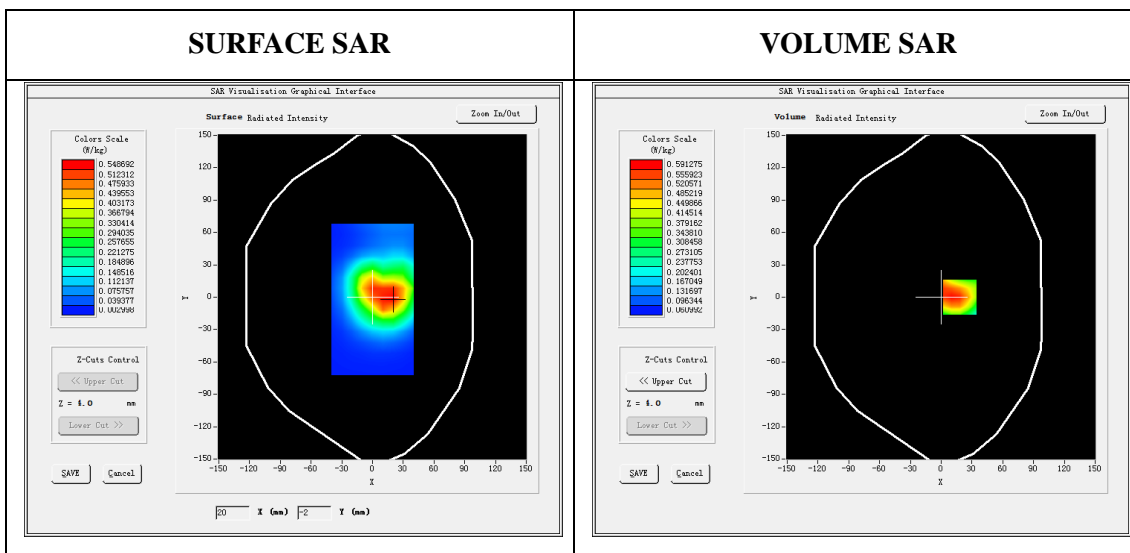 SURFACE SAR
VOLUME SAR
SAR Visualisation Graphical Interface
Surface Radiated Intensity
Zoom In/Out
Colors Scale
(W/kg)
0.548692
0.512312
0.475933
0.439553
0.403173
0.366794
0.330414
0.294035
0.257655
0.221275
0.184896
0.148516
0.112137
0.075757
0.039377
0.002998
150
120
90
60
30
0
-30
-60
-90
-120
-150
Y
-150 -120 -90 -60 -30 0 30 60 90 120 150
X
Z-Cuts Control
<< Upper Cut
Z = 4.0 mm
Lower Cut >>
SAVE Cancel
20 X (mm) -2 Y (mm)
SAR Visualisation Graphical Interface
Volume Radiated Intensity
Zoom In/Out
Colors Scale
(W/kg)
0.591275
0.555923
0.520571
0.485219
0.449866
0.414514
0.379162
0.343810
0.308458
0.273105
0.237753
0.202401
0.167049
0.131697
0.096344
0.060992
150
120
90
60
30
0
-30
-60
-90
-120
-150
Y
-150 -120 -90 -60 -30 0 30 60 90 120 150
X
Z-Cuts Control
<< Upper Cut
Z = 4.0 mm
Lower Cut >>
SAVE Cancel